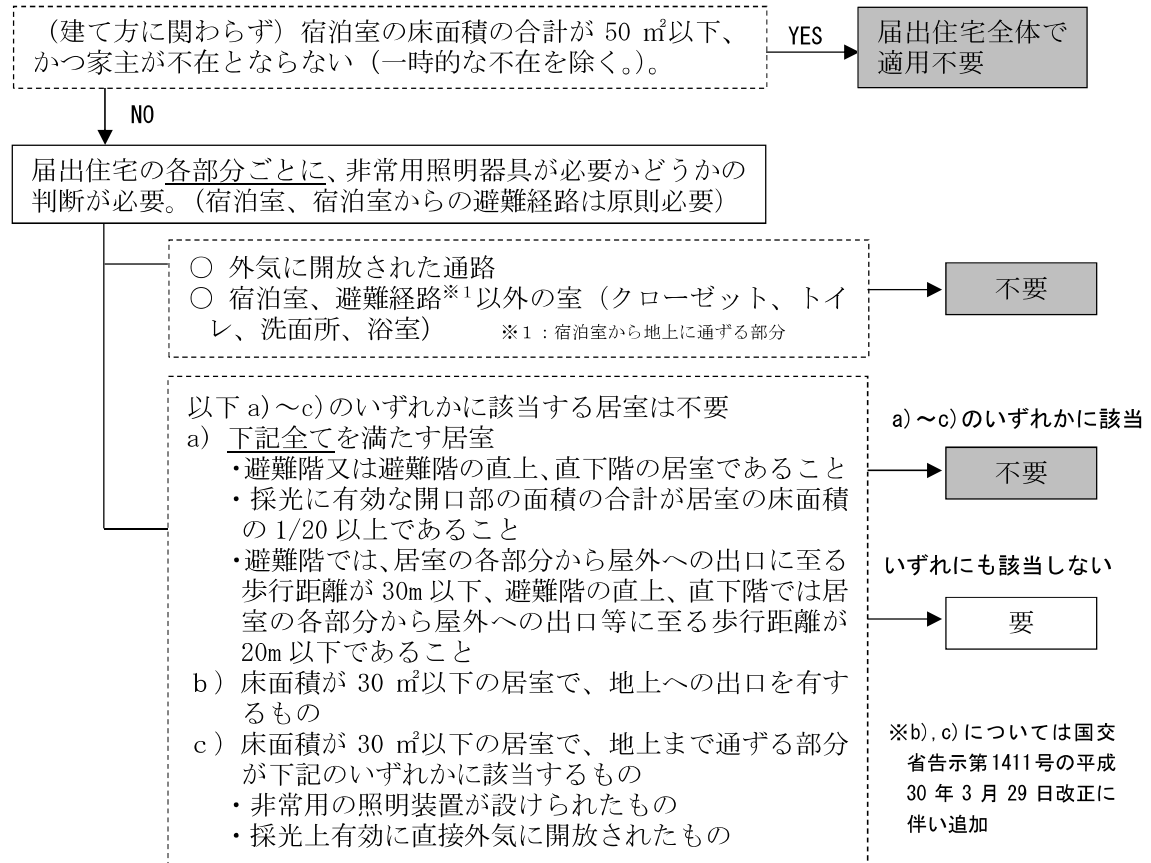 （建て方に関わらず）宿泊室の床面積の合計が 50 ㎡以下、
かつ家主が不在とならない（一時的な不在を除く。）。
YES
届出住宅全体で
適用不要
NO
届出住宅の各部分ごとに、非常用照明器具が必要かどうかの
判断が必要。（宿泊室、宿泊室からの避難経路は原則必要）
○ 外気に開放された通路
○ 宿泊室、避難経路※1以外の室（クローゼット、トイ
レ、洗面所、浴室） ※１：宿泊室から地上に通ずる部分
不要
以下 a)～c)のいずれかに該当する居室は不要
a) 下記全てを満たす居室
・避難階又は避難階の直上、直下階の居室であること
・採光に有効な開口部の面積の合計が居室の床面積
の 1/20 以上であること
・避難階では、居室の各部分から屋外への出口に至る
歩行距離が 30m 以下、避難階の直上、直下階では居
室の各部分から屋外への出口等に至る歩行距離が
20m 以下であること
ｂ）床面積が 30 ㎡以下の居室で、地上への出口を有す
るもの
ｃ）床面積が 30 ㎡以下の居室で、地上まで通ずる部分
が下記のいずれかに該当するもの
・非常用の照明装置が設けられたもの
・採光上有効に直接外気に開放されたもの
a)～c)のいずれかに該当
不要
いずれにも該当しない
要
※b),c)については国交
省告示第1411号の平成
30 年 3 月 29 日改正に
伴い追加